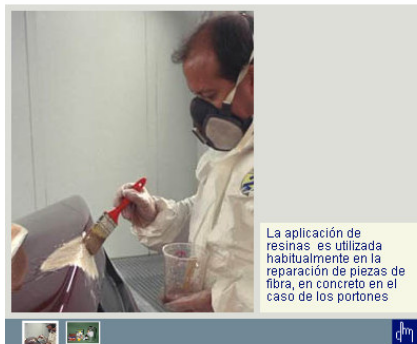 La aplicación de
resinas es utilizada
habitualmente en la
reparación de piezas de
fibra, en concreto en el
caso de los portones